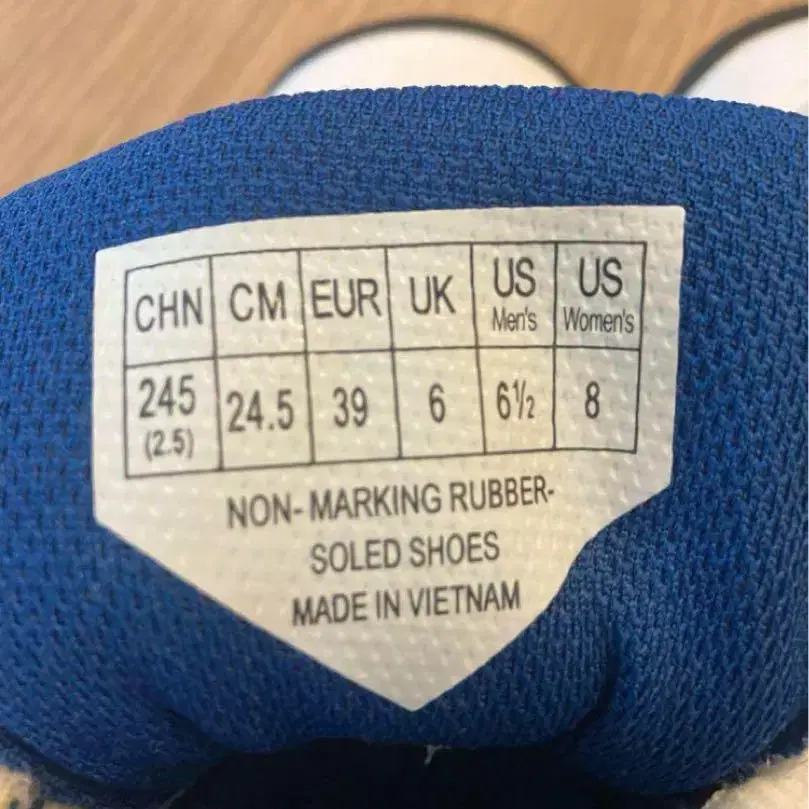 CHN CM EUR UK US Men's US Women's
245 (2.5) 24.5 39 6 6½ 8
NON-MARKING RUBBER-
SOLED SHOES
MADE IN VIETNAM